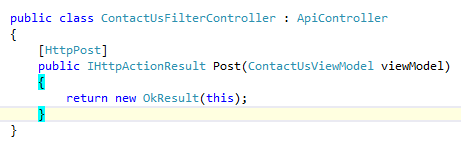 public class ContactUsFilterController : ApiController
{
    [HttpPost]
    public IHttpActionResult Post(ContactUsViewModel viewModel)
    {
        return new OkResult(this);
    }
}